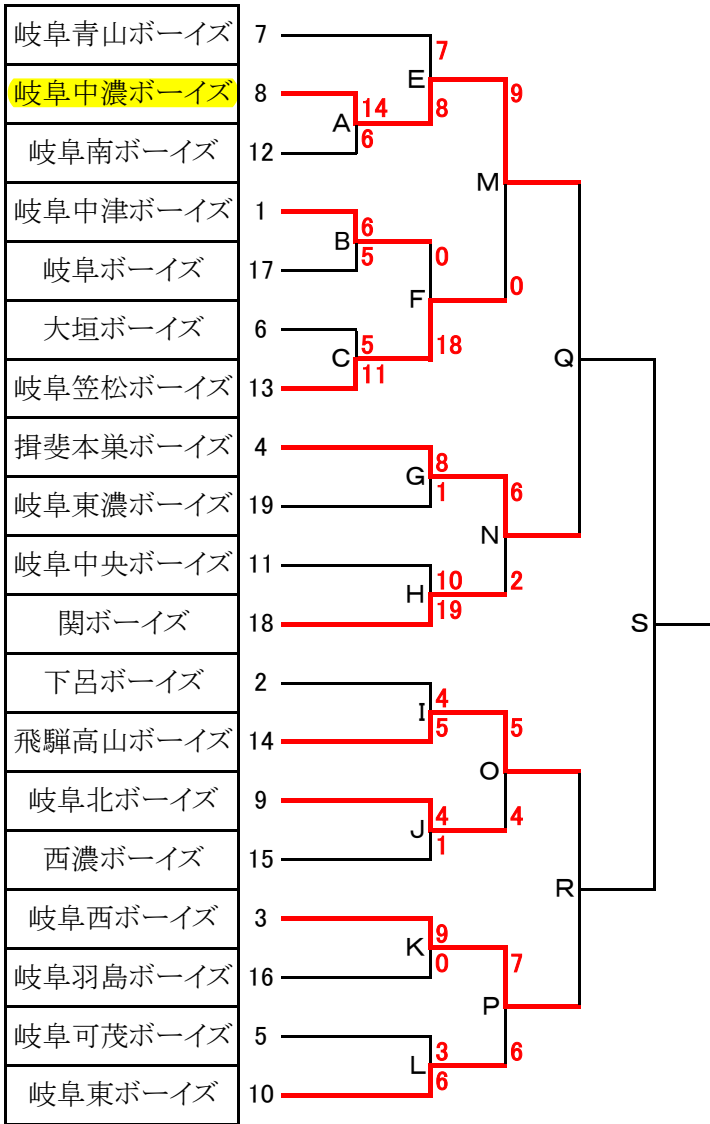 岐阜青山ボーイズ 7
7
E
岐阜中濃ボーイズ 8
14
8
9
A
6
岐阜南ボーイズ 12
M
岐阜中津ボーイズ 1
6
B
5
0
岐阜ボーイズ 17
0
F
大垣ボーイズ 6
5
18
C
11
Q
岐阜笠松ボーイズ 13
揖斐本巣ボーイズ 4
8
G
1
6
岐阜東濃ボーイズ 19
N
岐阜中央ボーイズ 11
10
2
H
19
関ボーイズ 18
S
下呂ボーイズ 2
4
I
5
5
飛騨高山ボーイズ 14
O
岐阜北ボーイズ 9
4
4
J
1
西濃ボーイズ 15
R
岐阜西ボーイズ 3
9
K
0
7
岐阜羽島ボーイズ 16
P
岐阜可茂ボーイズ 5
3
6
L
6
岐阜東ボーイズ 10